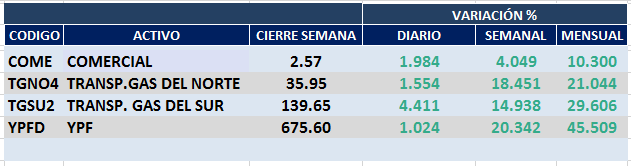 VARIACIÓN %
CODIGO ACTIVO CIERRE SEMANA DIARIO SEMANAL MENSUAL
COME COMERCIAL 2.57 1.984 4.049 10.300
TGNO4 TRANSP.GAS DEL NORTE 35.95 1.554 18.451 21.044
TGSU2 TRANSP. GAS DEL SUR 139.65 4.411 14.938 29.606
YPFD YPF 675.60 1.024 20.342 45.509